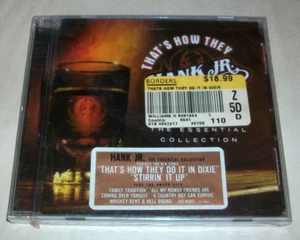 THAT'S HOW THEY
HANK JR.
BORDERS.
$18.99
THATS HOW THEY DO IT IN DIXIE
Country
110
Z
5D
D
THE ESSENTIAL
COLLECTION
HANK JR. THE ESSENTIAL COLLECTION
"THAT'S HOW THEY DO IT IN DIXIE"
"STIRRIN IT UP"
"FAMILY TRADITION" "ALL MY ROWDY FRIENDS ARE
COMING OVER TONIGHT" "A COUNTRY BOY CAN SURVIVE"
"WHISKEY BENT & HELL BOUND"